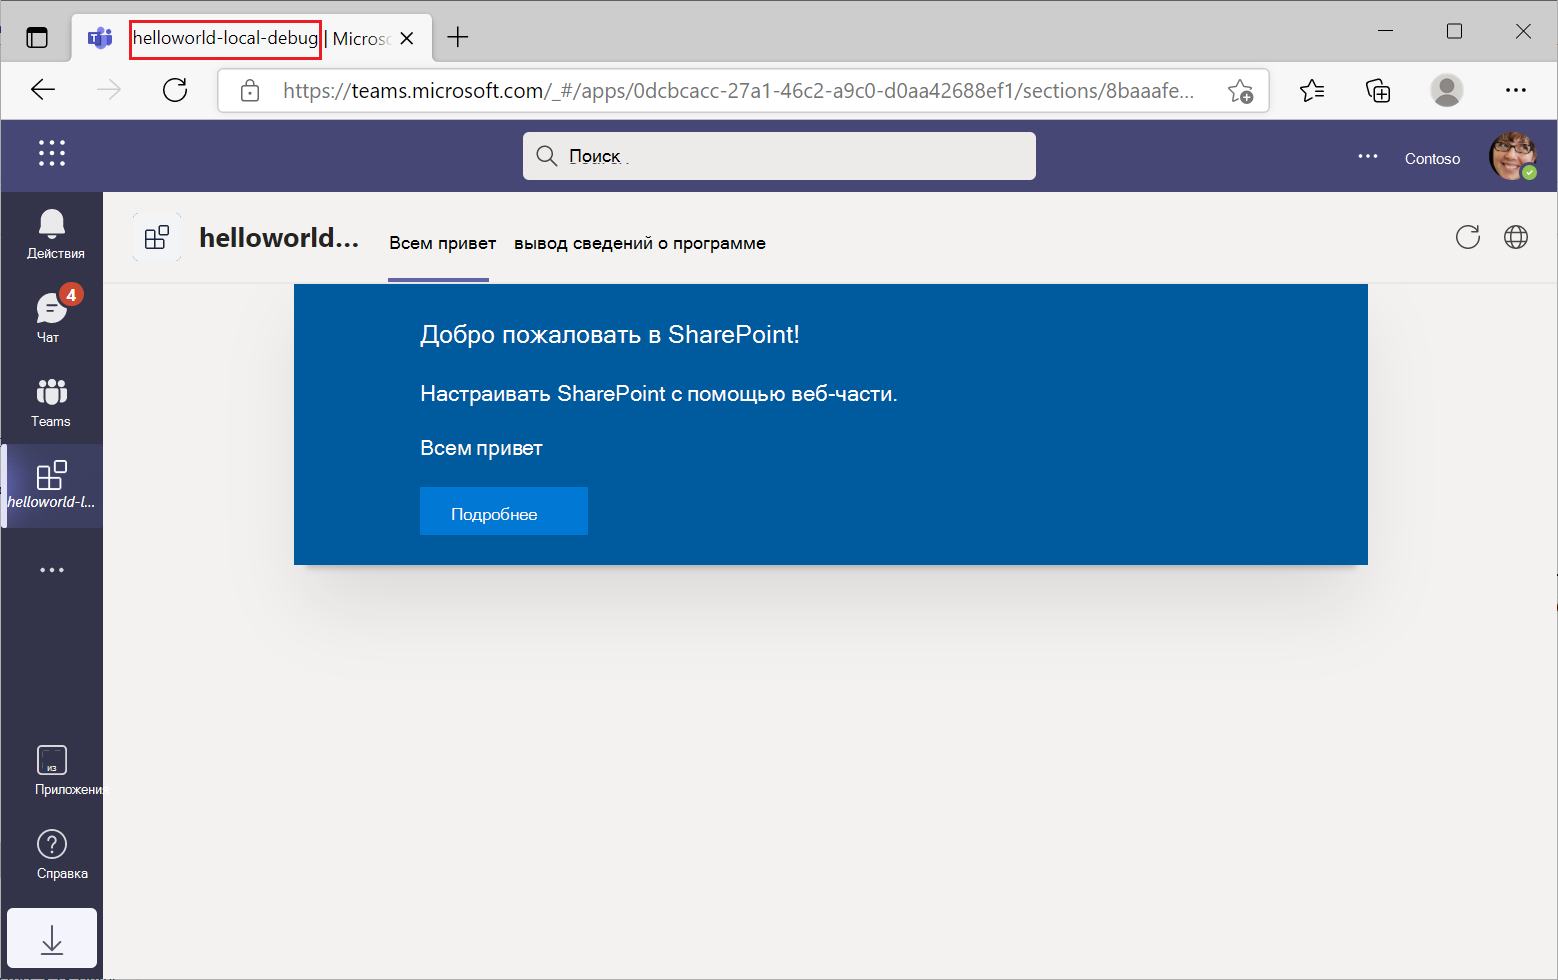 helloworld-local-debug | Microsc
https://teams.microsoft.com/_#/apps/0dcbcacc-27a1-46c2-a9c0-d0aa42688ef1/sections/8baaafe...
Поиск
Contoso
Действия
4
Чат
Teams
helloworld-l...
из
Приложения
Справка
helloworld...
Всем привет
вывод сведений о программе
Добро пожаловать в SharePoint!
Настраивать SharePoint с помощью веб-части.
Всем привет
Подробнее